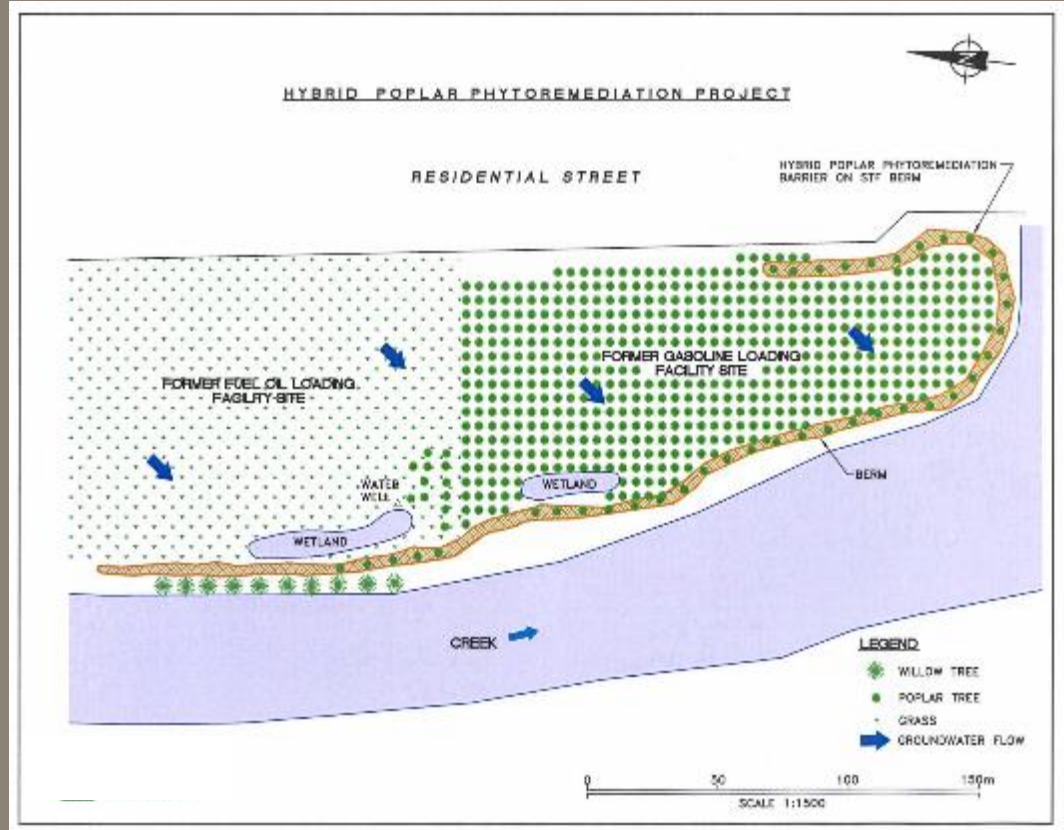 HYBRID POPLAR PHYTOREMEDIATION PROJECT
RESIDENTIAL STREET
HYBRID POPLAR PHYTOREMEDIATION
BARRIER ON STF BERM
FORMER GASOLINE LOADING
FACILITY SITE
FORMER FUEL OIL LOADING
FACILITY SITE
WATER
WELL
WETLAND
BERM
WETLAND
CREEK
LEGEND
WILLOW TREE
POPLAR TREE
GRASS
GROUNDWATER FLOW
0 50 100 150m
SCALE 1:1500